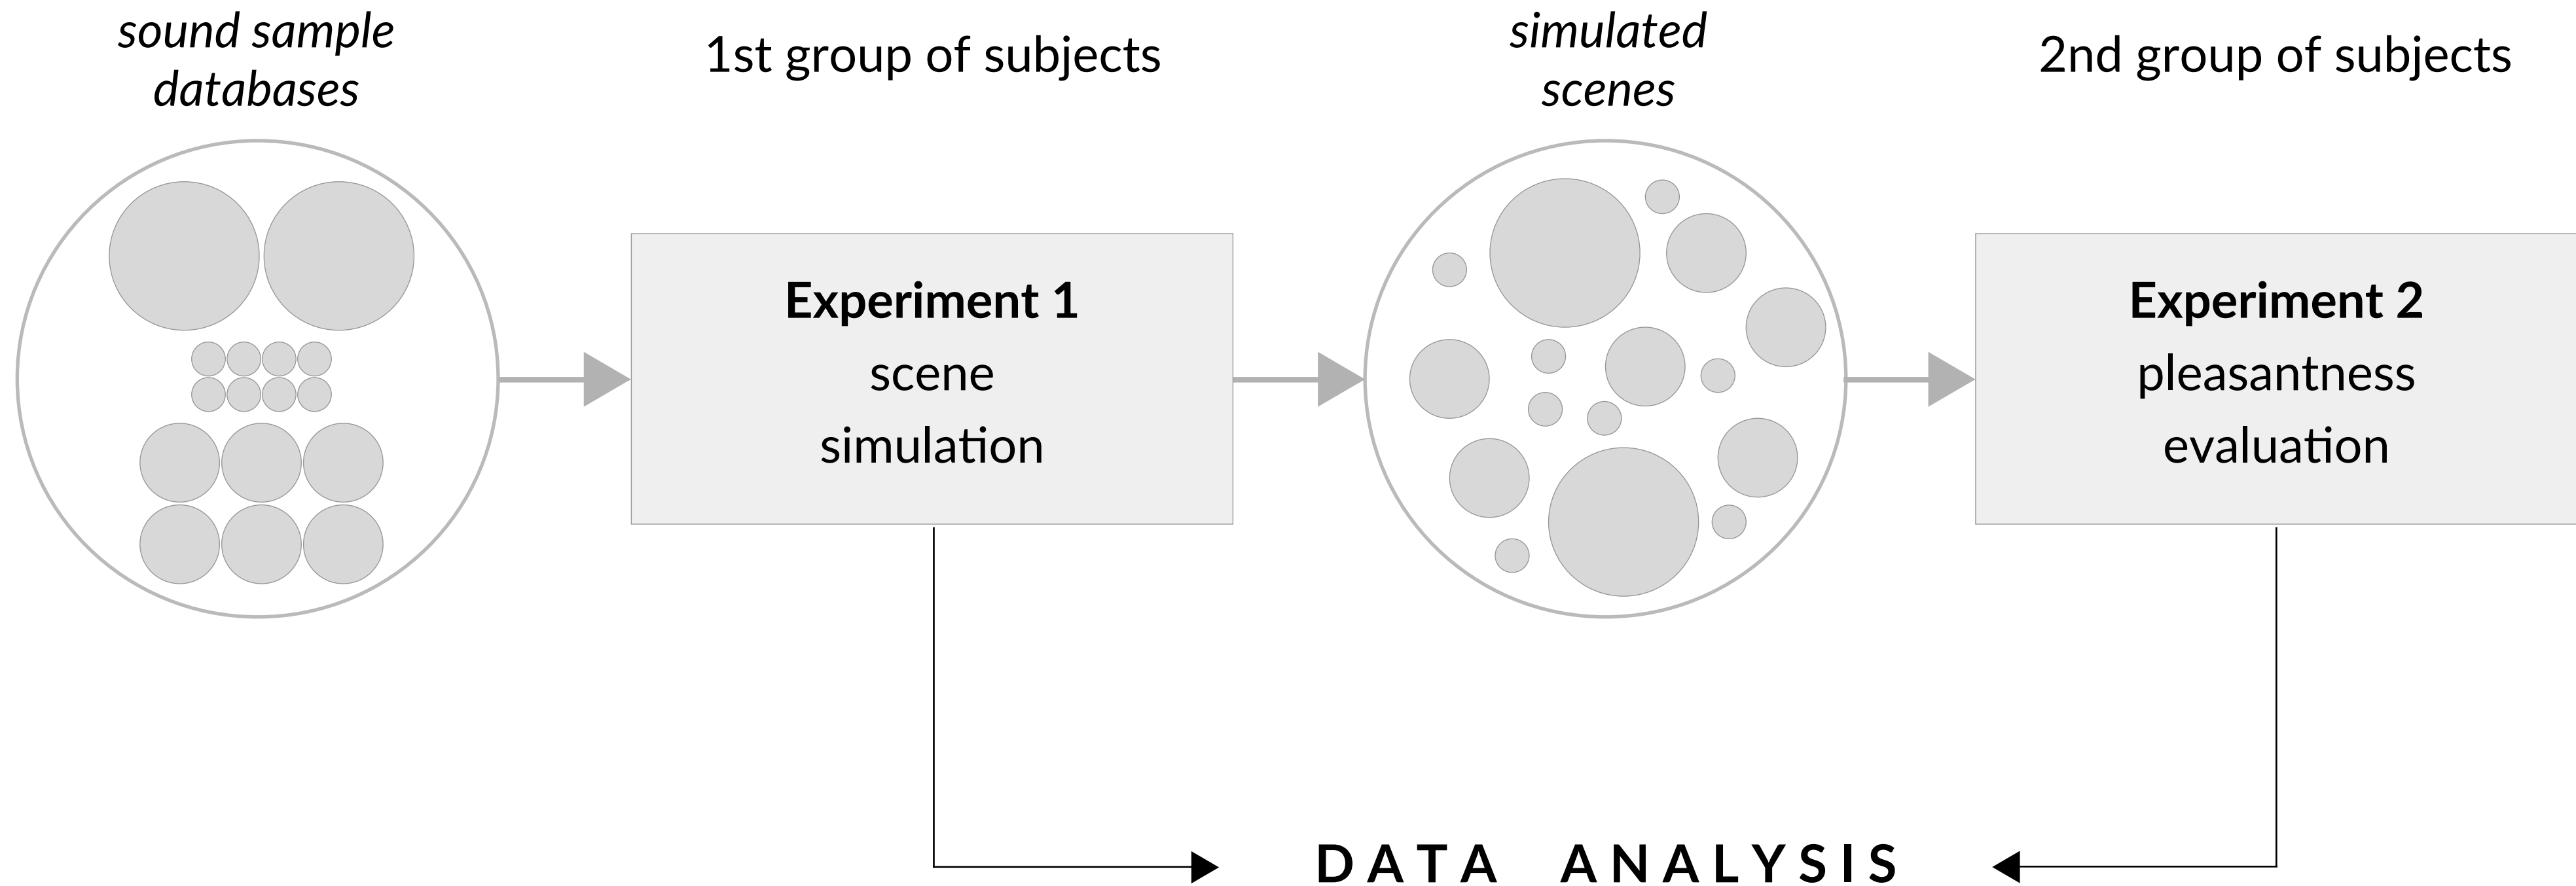 sound sample
databases
1st group of subjects
simulated
scenes
2nd group of subjects
Experiment 1
scene
simulation
Experiment 2
pleasantness
evaluation
DATA ANALYSIS